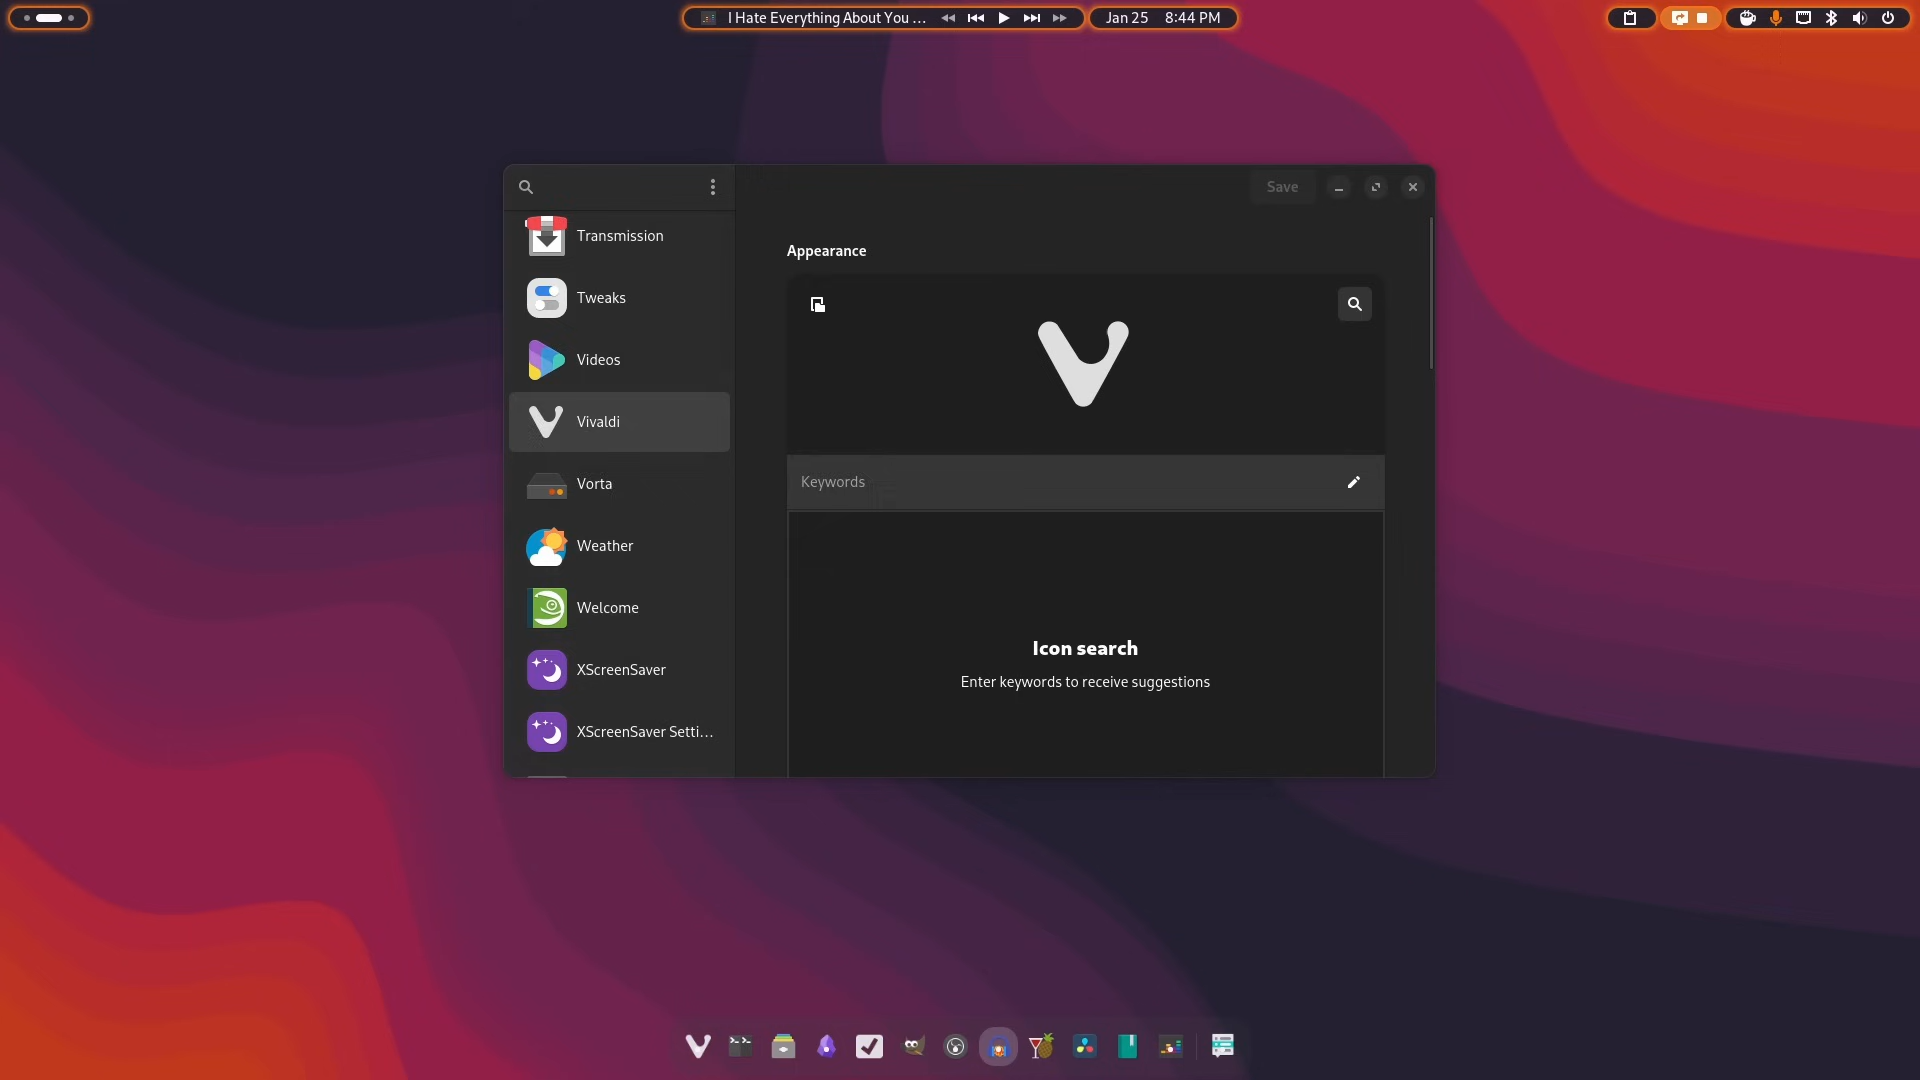 I Hate Everything About You ...
Jan 25 8:44 PM
Save
Transmission
Tweaks
Videos
Vivaldi
Vorta
Weather
Welcome
XScreenSaver
XScreenSaver Setti...
Appearance
Keywords
Icon search
Enter keywords to receive suggestions